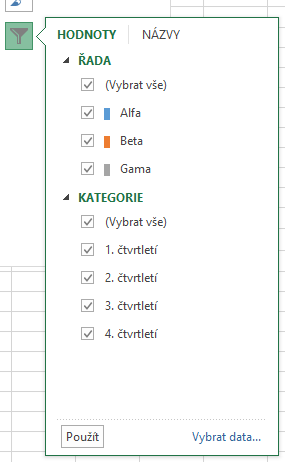 HODNOTY NÁZVY
ŘADA
(Vybrat vše)
Alfa
Beta
Gama
KATEGORIE
(Vybrat vše)
1. čtvrtletí
2. čtvrtletí
3. čtvrtletí
4. čtvrtletí
Použít Vybrat data...